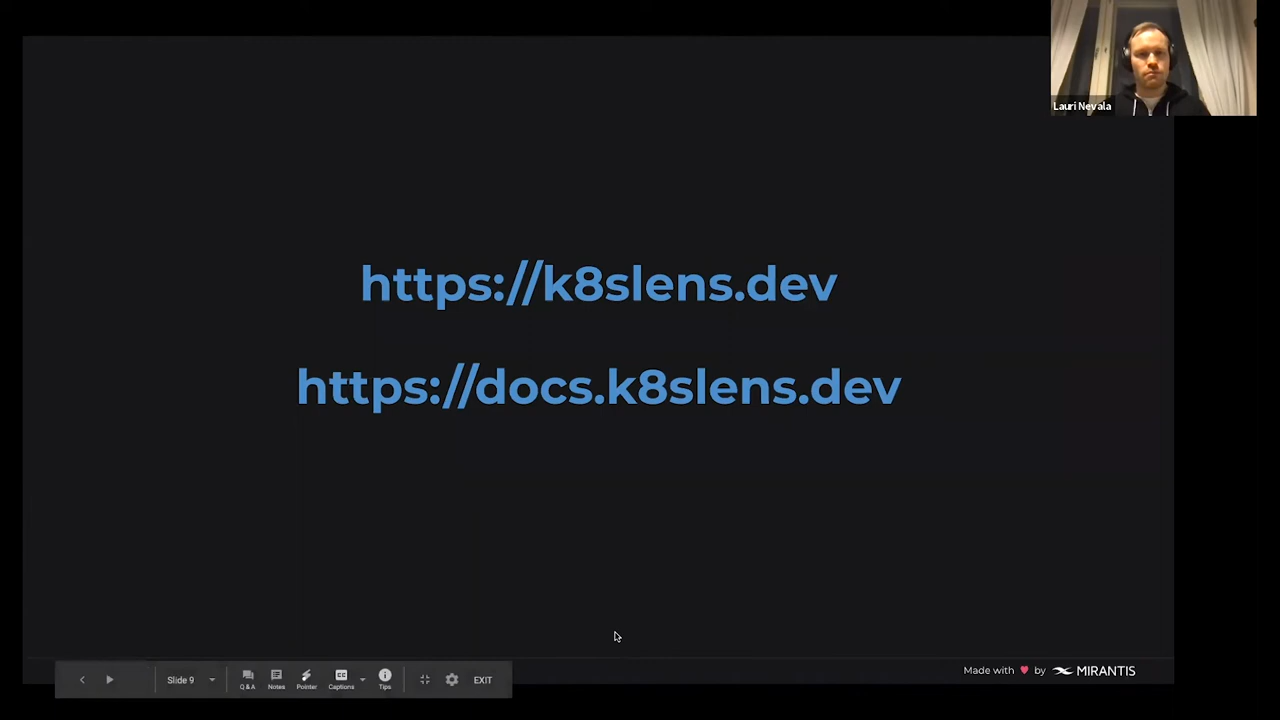 Lauri Nevala
https://k8slens.dev
https://docs.k8slens.dev
Made with ♥ by MIRANTIS
Slide 9
Q & A
Notes
Pointer
Captions
Tips
EXIT